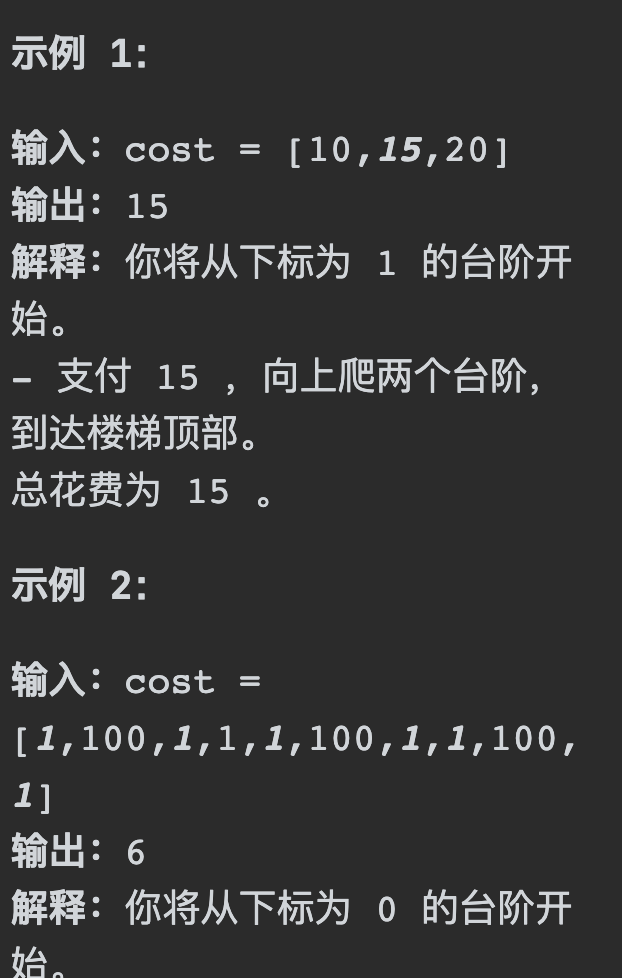 示例 1：
输入：cost = [10,15,20]
输出：15
解释：你将从下标为 1 的台阶开
始。
- 支付 15 ，向上爬两个台阶，
到达楼梯顶部。
总花费为 15 。
示例 2：
输入：cost =
[1,100,1,1,1,100,1,1,100,
1]
输出：6
解释：你将从下标为 0 的台阶开
始。